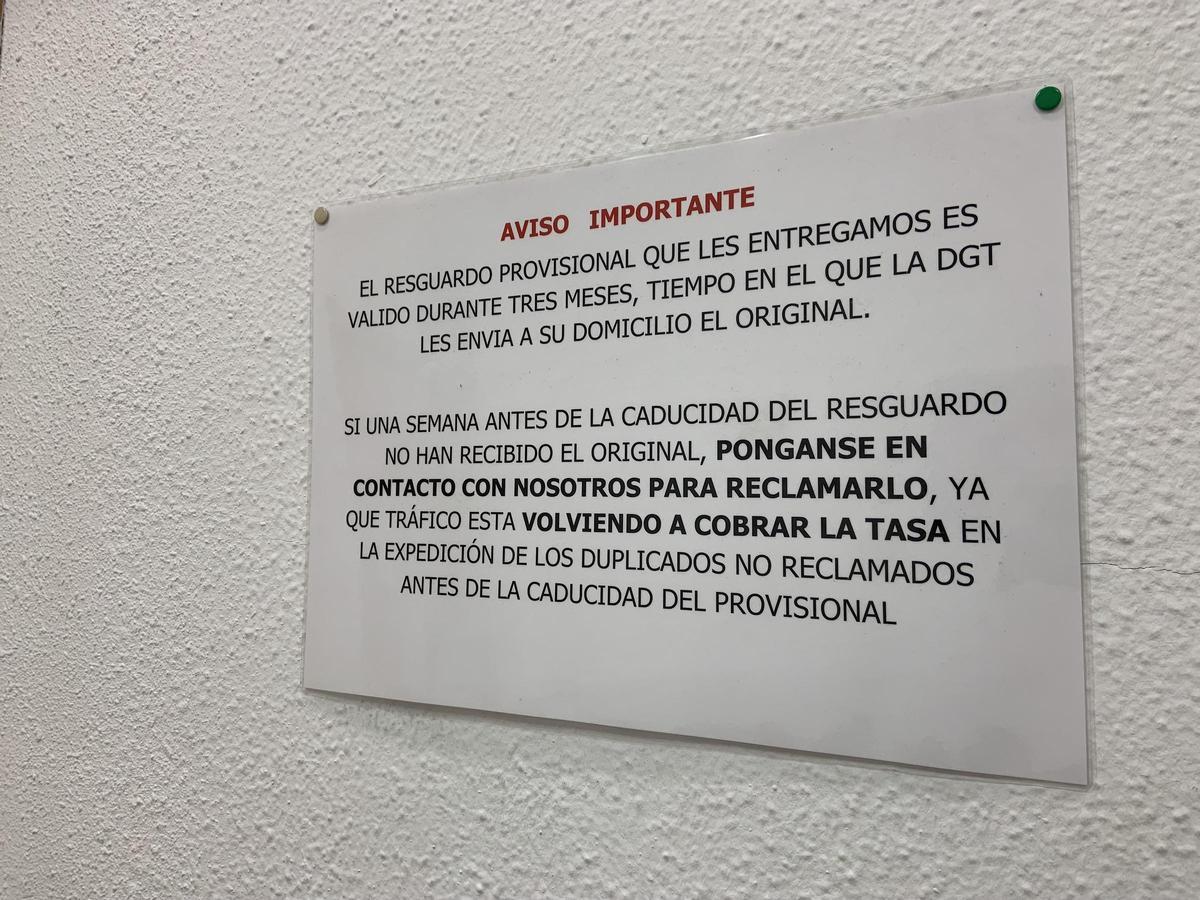 AVISO IMPORTANTE
EL RESGUARDO PROVISIONAL QUE LES ENTREGAMOS ES
VALIDO DURANTE TRES MESES, TIEMPO EN EL QUE LA DGT
LES ENVIA A SU DOMICILIO EL ORIGINAL.
SI UNA SEMANA ANTES DE LA CADUCIDAD DEL RESGUARDO
NO HAN RECIBIDO EL ORIGINAL, PONGANSE EN
CONTACTO CON NOSOTROS PARA RECLAMARLO, YA
QUE TRÁFICO ESTA VOLVIENDO A COBRAR LA TASA EN
LA EXPEDICIÓN DE LOS DUPLICADOS NO RECLAMADOS
ANTES DE LA CADUCIDAD DEL PROVISIONAL